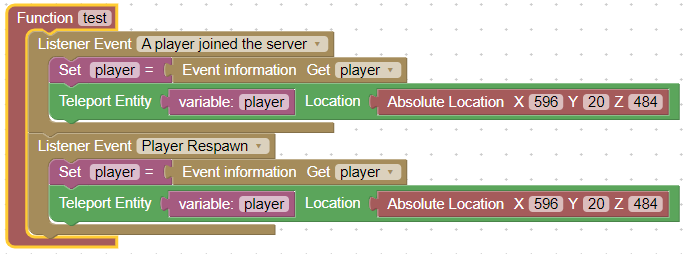 Function test
Listener Event A player joined the server
Set player = Event information Get player
Teleport Entity variable: player Location Absolute Location X 596 Y 20 Z 484
Listener Event Player Respawn
Set player = Event information Get player
Teleport Entity variable: player Location Absolute Location X 596 Y 20 Z 484